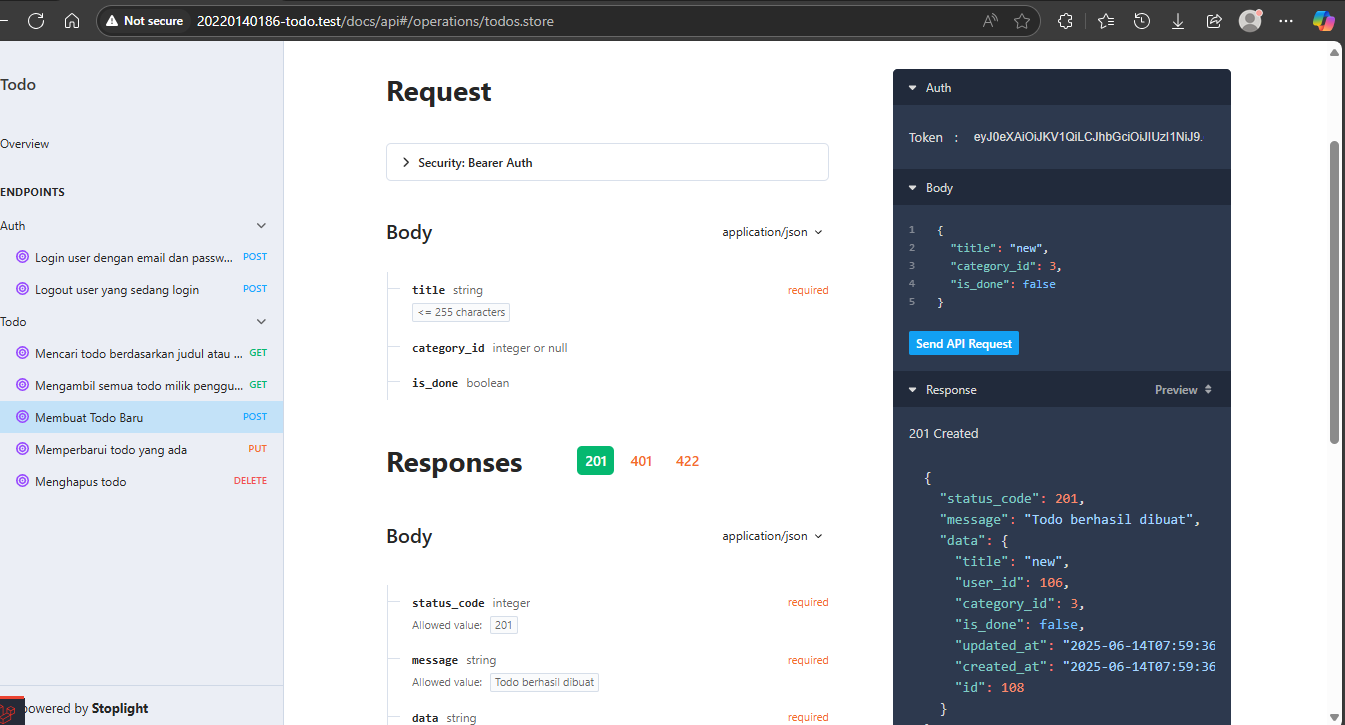 Not secure 20220140186-todo.test/docs/api#/operations/todos.store
Todo
Overview
ENDPOINTS
Auth
Login user dengan email dan passw... POST
Logout user yang sedang login POST
Todo
Mencari todo berdasarkan judul atau ... GET
Mengambil semua todo milik penggu... GET
Membuat Todo Baru POST
Memperbarui todo yang ada PUT
Menghapus todo DELETE
powered by Stoplight
Request
Security: Bearer Auth
Body application/json
title string required
<= 255 characters
category_id integer or null
is_done boolean
Responses 201 401 422
Body application/json
status_code integer required
Allowed value: 201
message string required
Allowed value: Todo berhasil dibuat
data string required
Auth
Token : eyJ0eXAiOiJKV1QiLCJhbGciOiJIUzI1NiJ9.
Body
1 {
2 "title": "new",
3 "category_id": 3,
4 "is_done": false
5 }
Send API Request
Response Preview
201 Created
{
"status_code": 201,
"message": "Todo berhasil dibuat",
"data": {
"title": "new",
"user_id": 106,
"category_id": 3,
"is_done": false,
"updated_at": "2025-06-14T07:59:36
"created_at": "2025-06-14T07:59:36
"id": 108
}